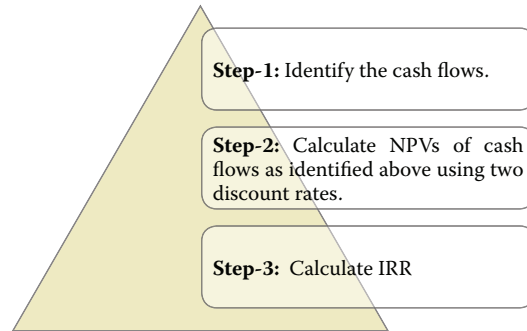 Step-1: Identify the cash flows.
Step-2: Calculate NPVs of cash
flows as identified above using two
discount rates.
Step-3: Calculate IRR